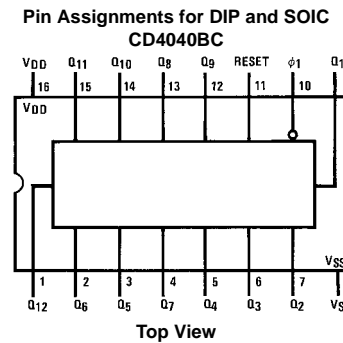 Pin Assignments for DIP and SOIC
CD4040BC
VDD Q11 Q10 Q8 Q9 RESET ϕ1 Q1
16 15 14 13 12 11 10
VDD
VSS
1 2 3 4 5 6 7
Q12 Q6 Q5 Q7 Q4 Q3 Q2
Top View